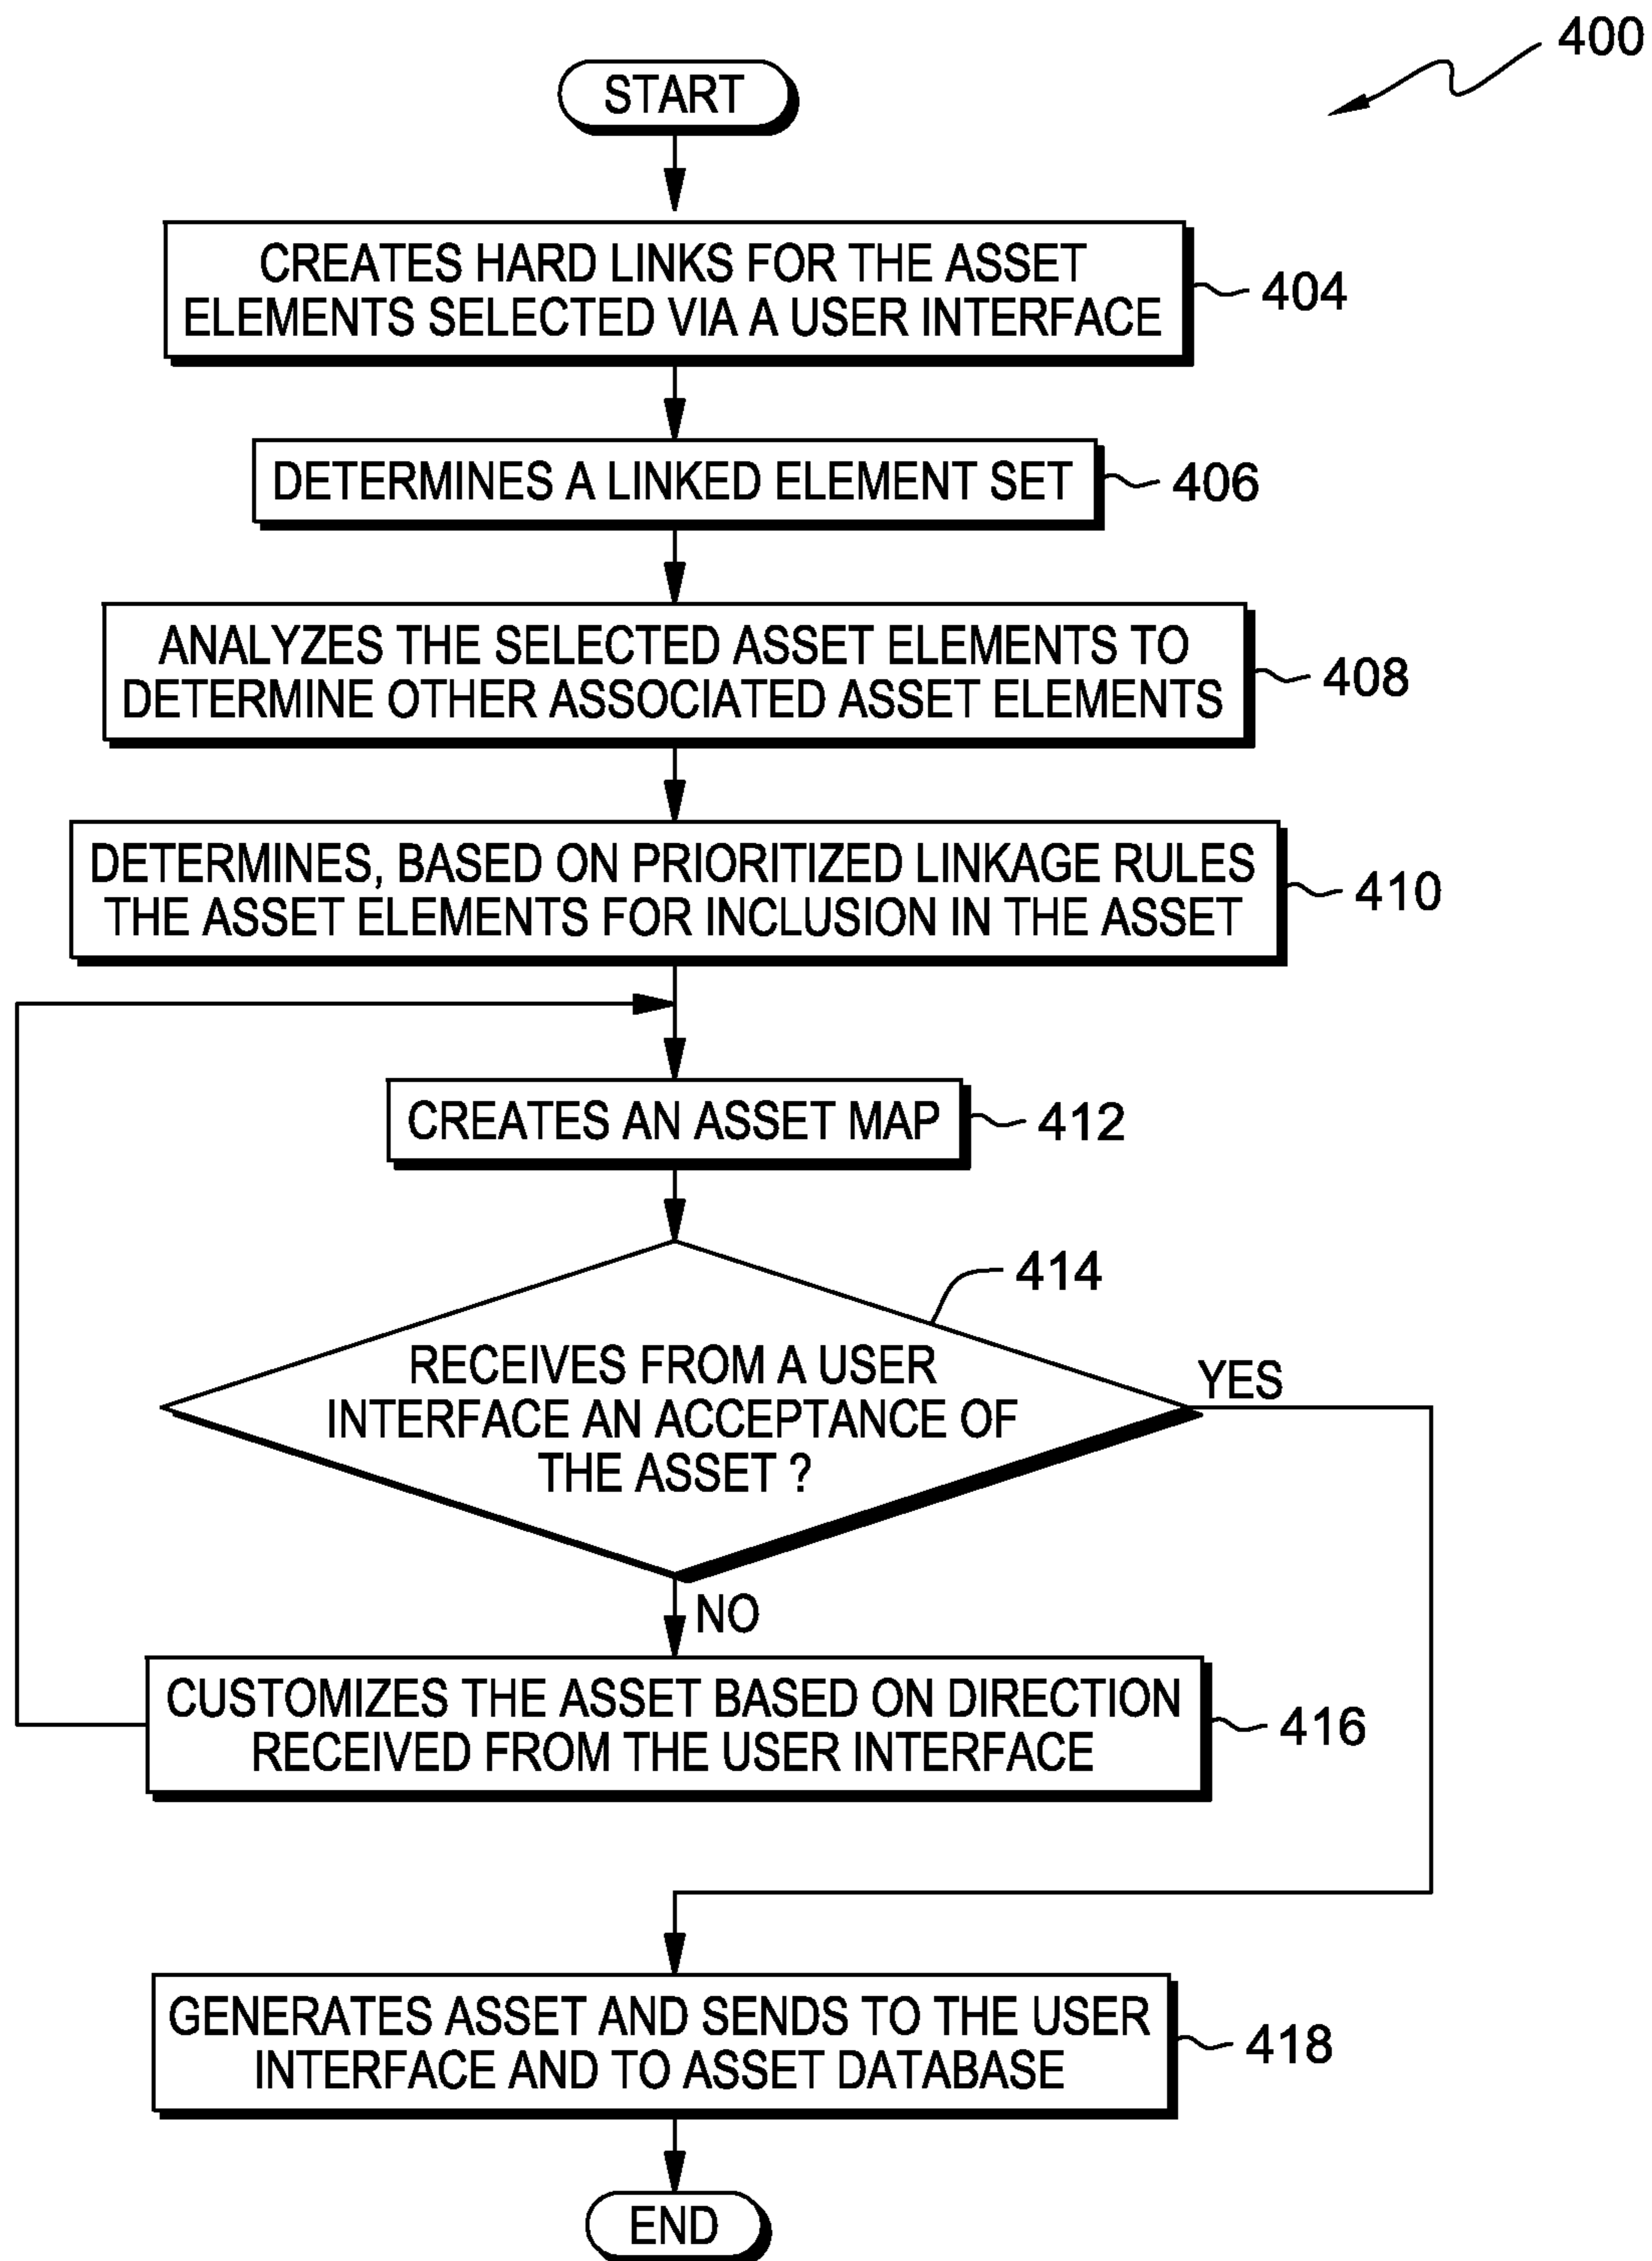 400
START
CREATES HARD LINKS FOR THE ASSET
ELEMENTS SELECTED VIA A USER INTERFACE
404
DETERMINES A LINKED ELEMENT SET
406
ANALYZES THE SELECTED ASSET ELEMENTS TO
DETERMINE OTHER ASSOCIATED ASSET ELEMENTS
408
DETERMINES, BASED ON PRIORITIZED LINKAGE RULES
THE ASSET ELEMENTS FOR INCLUSION IN THE ASSET
410
CREATES AN ASSET MAP
412
414
RECEIVES FROM A USER
INTERFACE AN ACCEPTANCE OF
THE ASSET ?
YES
NO
CUSTOMIZES THE ASSET BASED ON DIRECTION
RECEIVED FROM THE USER INTERFACE
416
GENERATES ASSET AND SENDS TO THE USER
INTERFACE AND TO ASSET DATABASE
418
END